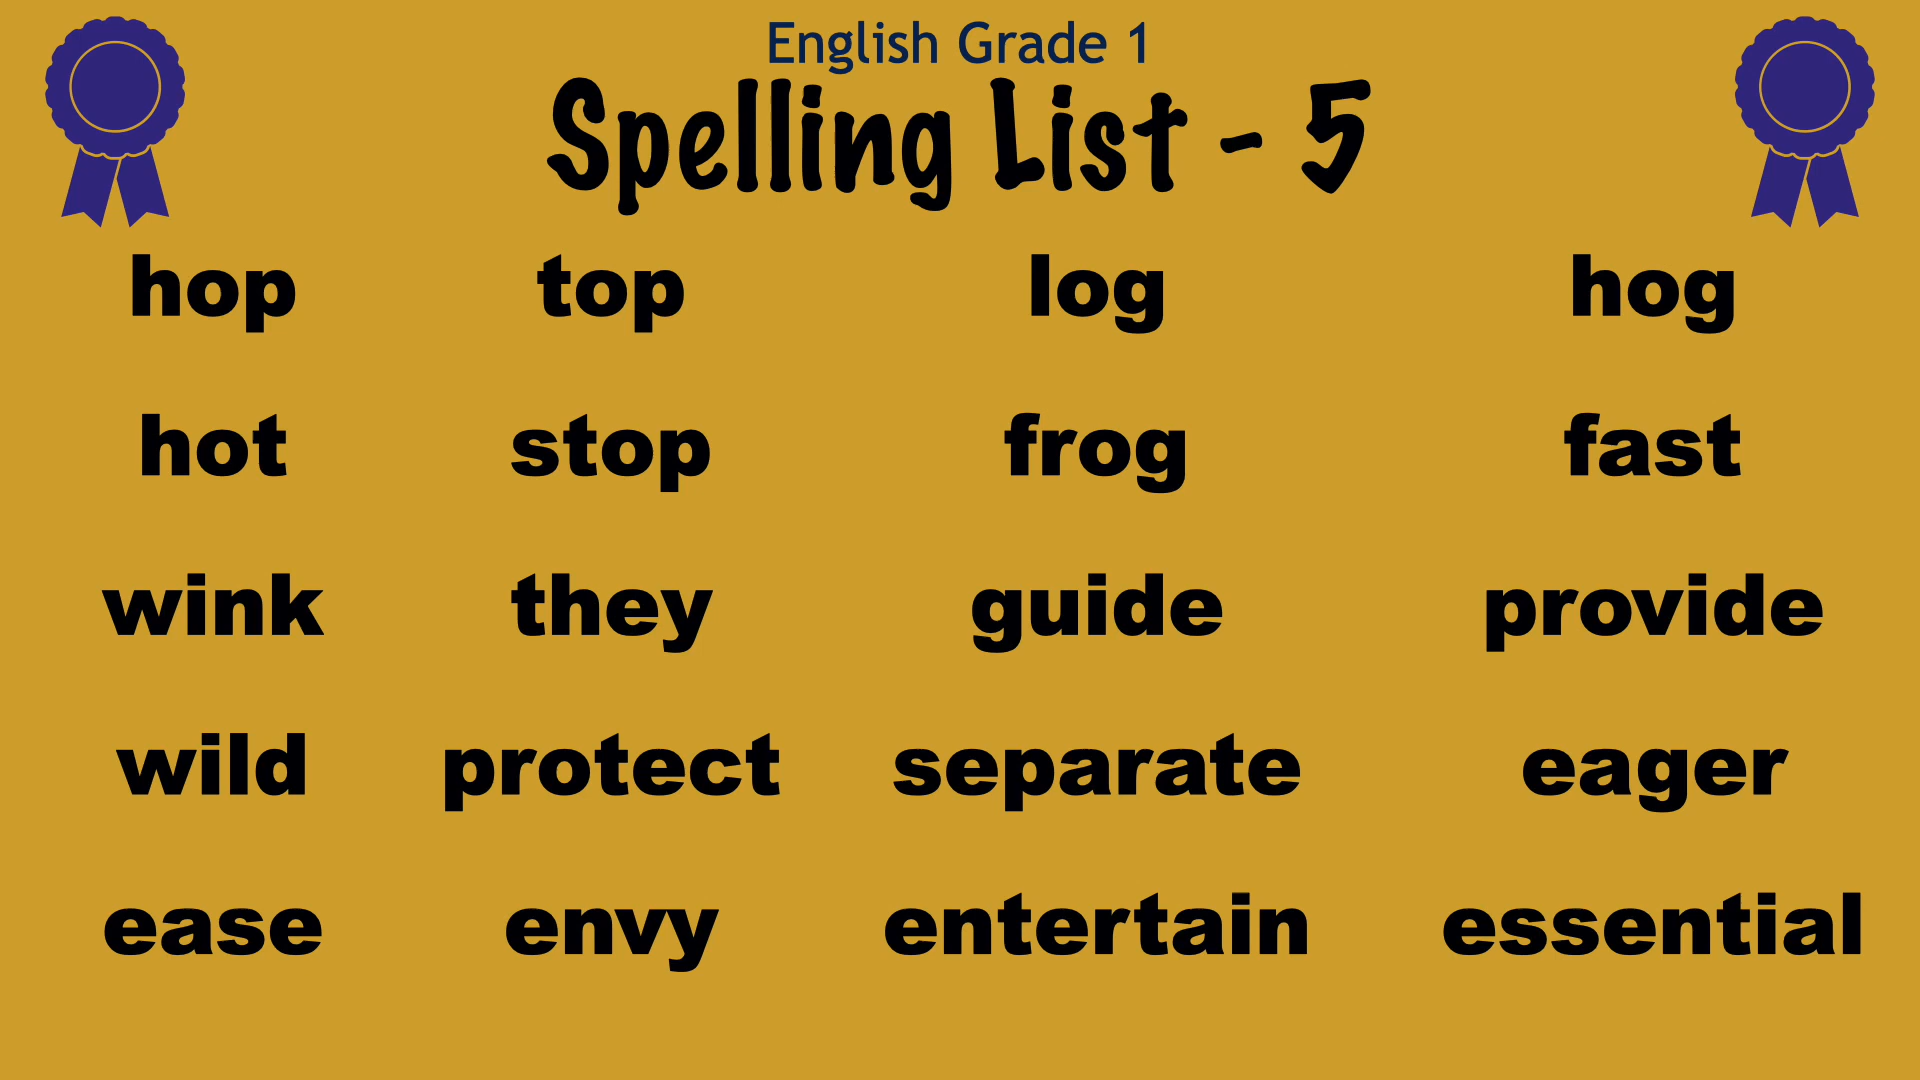 English Grade 1
Spelling List - 5
hop top log hog
hot stop frog fast
wink they guide provide
wild protect separate eager
ease envy entertain essential